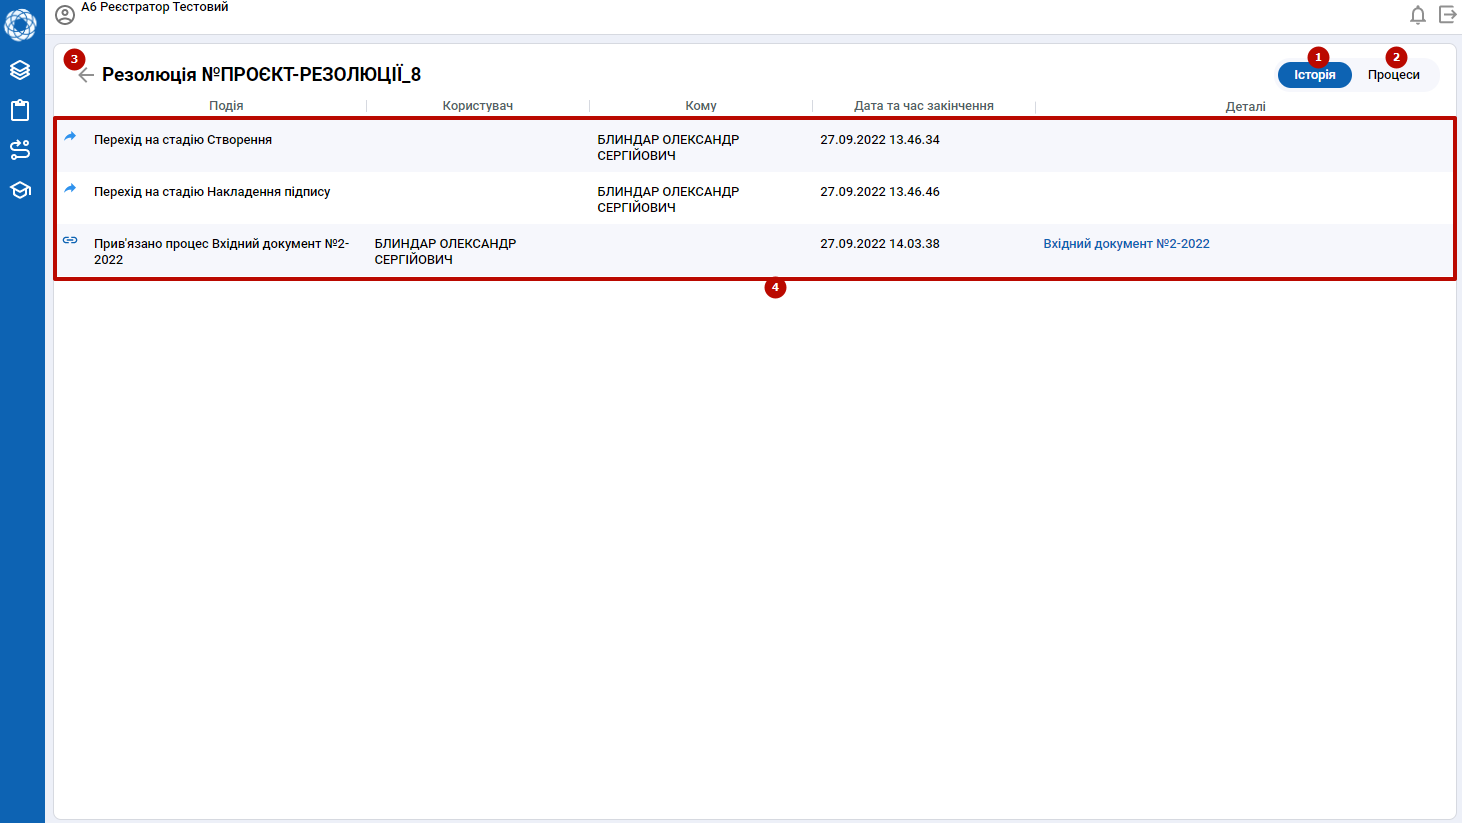 А6 Реєстратор Тестовий
3
1
2
Резолюція №ПРОЄКТ-РЕЗОЛЮЦІЇ_8
Історія
Процеси
Подія
Користувач
Кому
Дата та час закінчення
Деталі
Перехід на стадію Створення
БЛИНДАР ОЛЕКСАНДР
СЕРГІЙОВИЧ
27.09.2022 13.46.34
Перехід на стадію Накладення підпису
БЛИНДАР ОЛЕКСАНДР
СЕРГІЙОВИЧ
27.09.2022 13.46.46
Прив'язано процес Вхідний документ №2-
2022
БЛИНДАР ОЛЕКСАНДР
СЕРГІЙОВИЧ
27.09.2022 14.03.38
Вхідний документ №2-2022
4